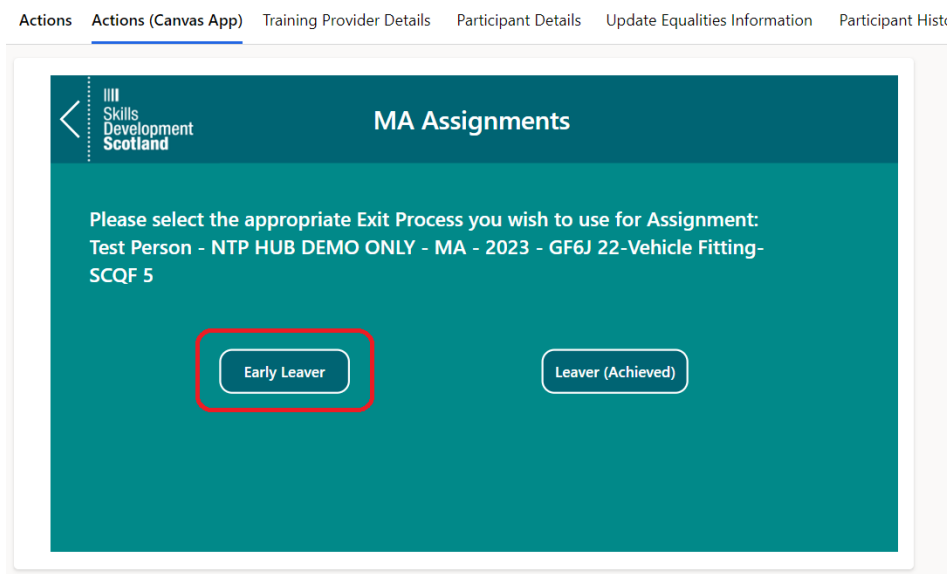 Actions Actions (Canvas App) Training Provider Details Participant Details Update Equalities Information Participant Histo
Skills
Development
Scotland
MA Assignments
Please select the appropriate Exit Process you wish to use for Assignment:
Test Person - NTP HUB DEMO ONLY - MA - 2023 - GF6J 22-Vehicle Fitting-
SCQF 5
Early Leaver Leaver (Achieved)